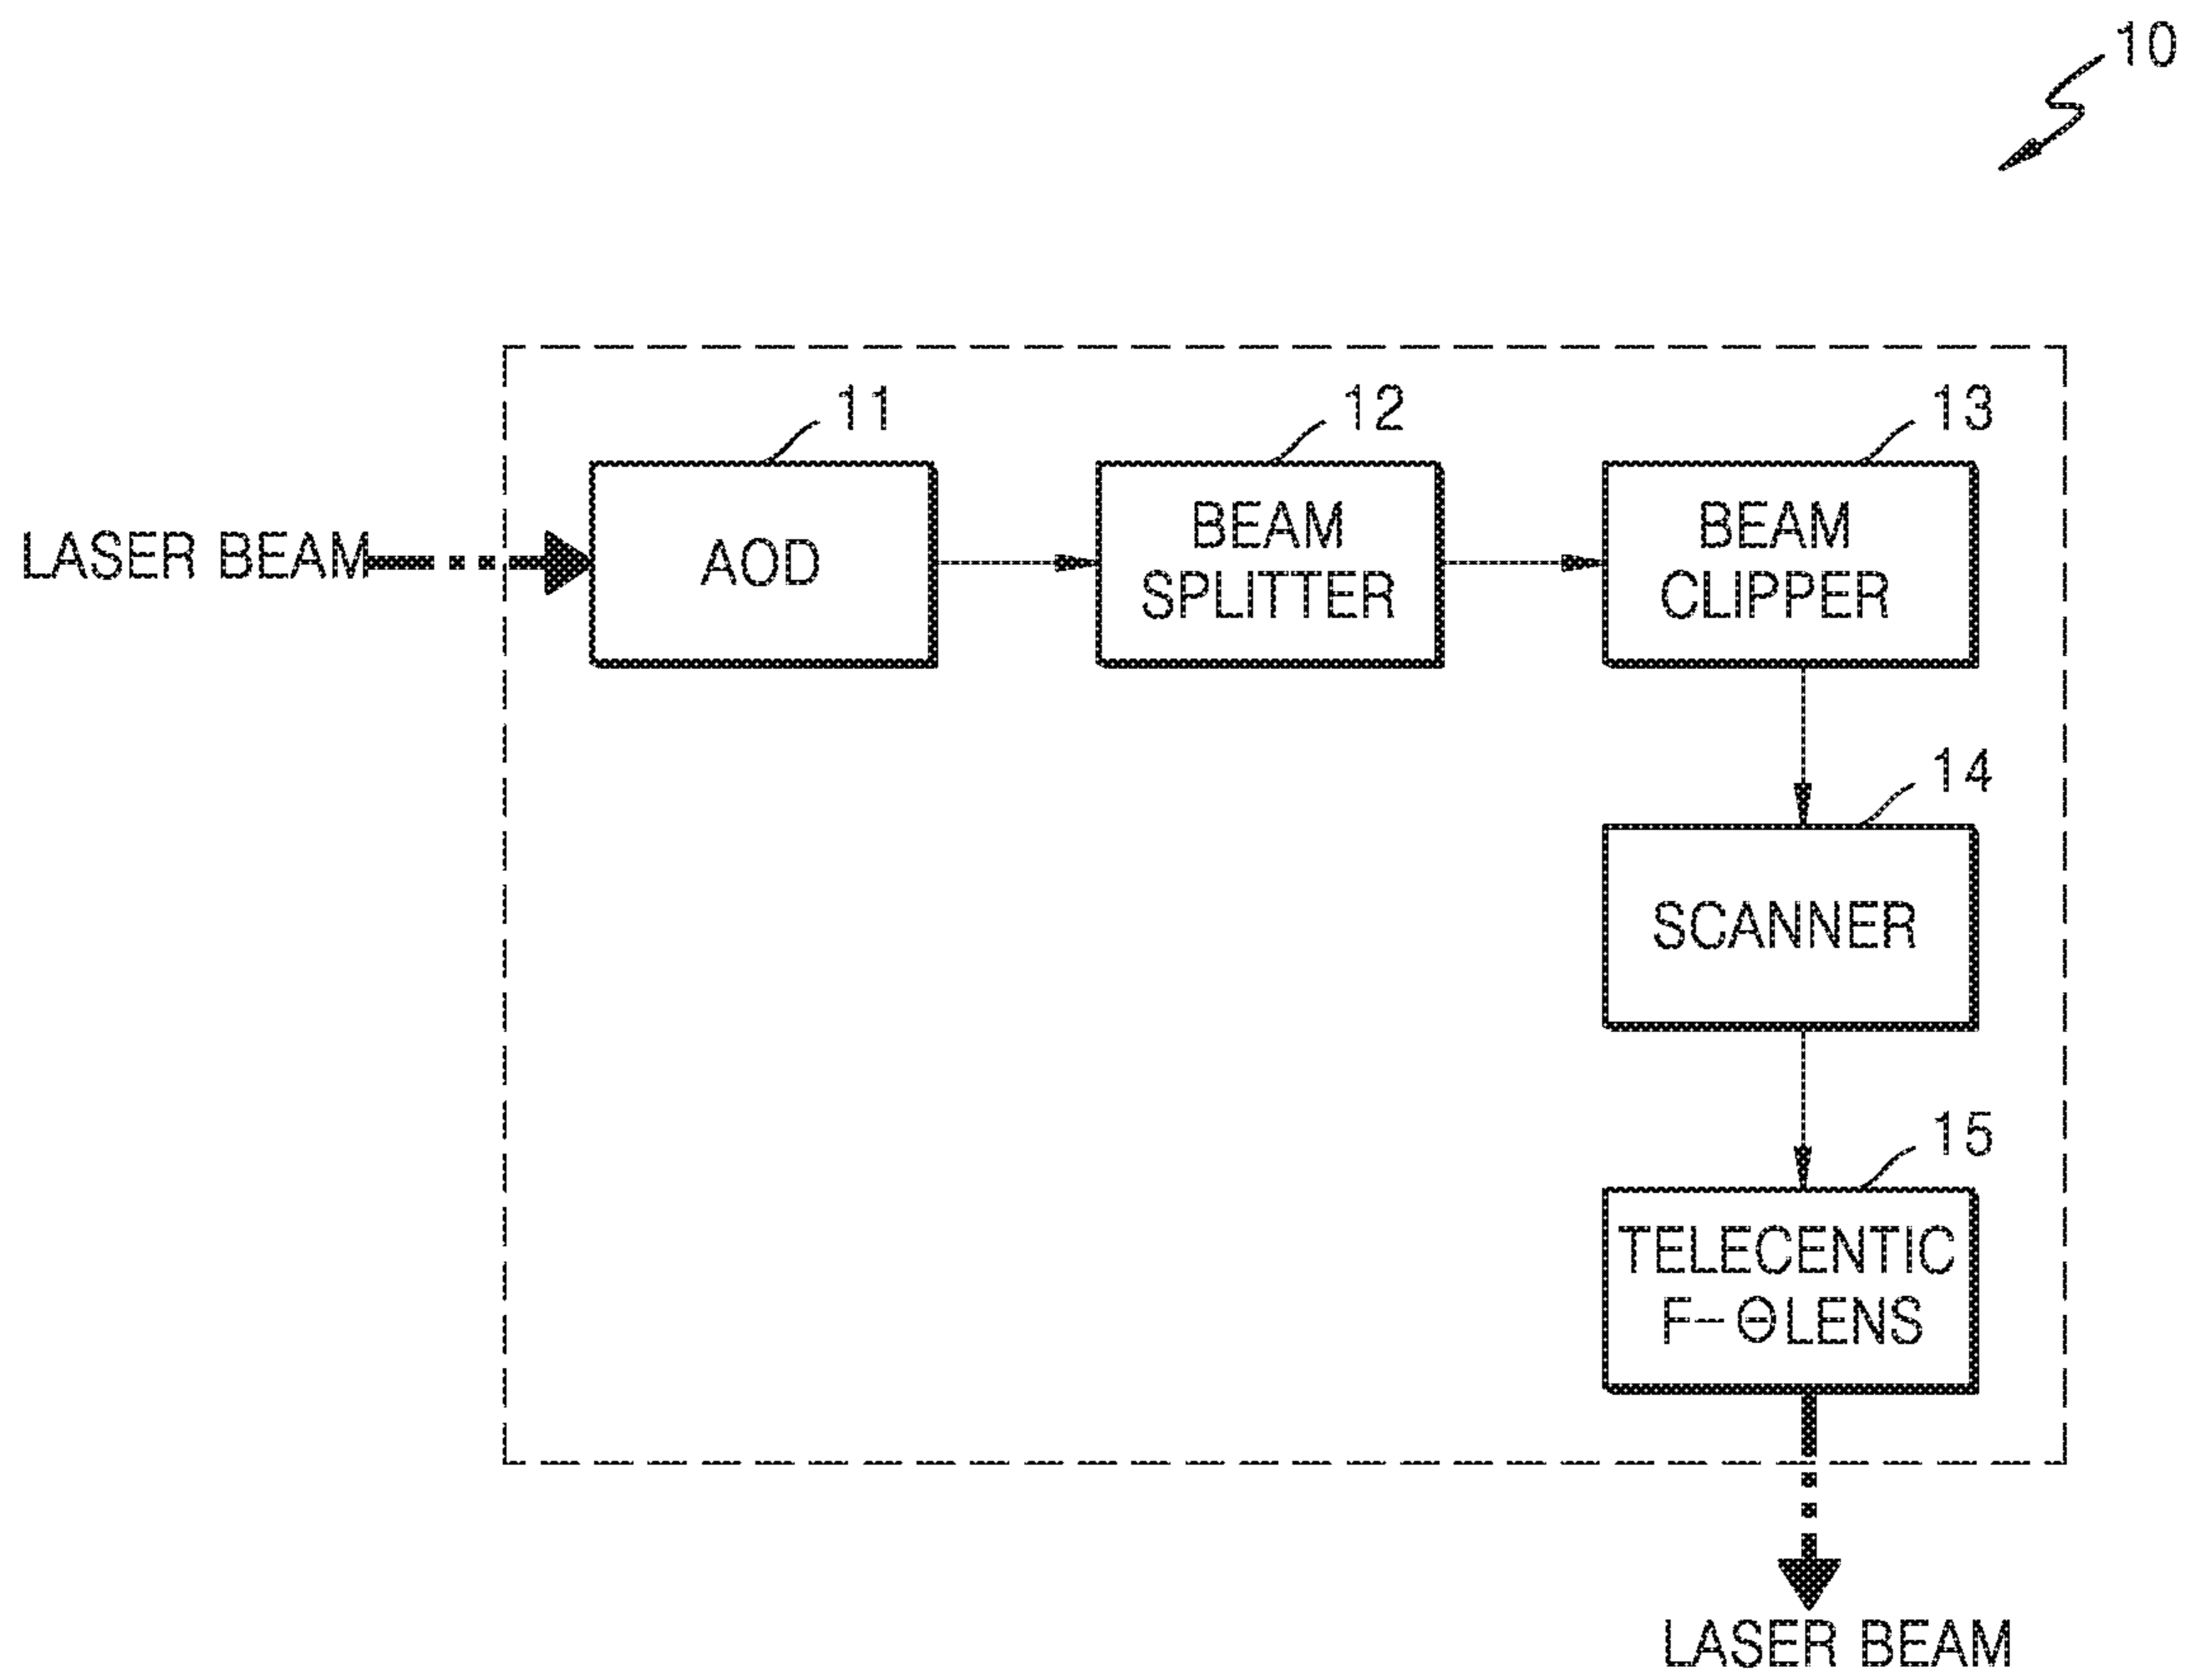 10
11
12
13
LASER BEAM
AOD
BEAM
SPLITTER
BEAM
CLIPPER
14
SCANNER
15
TELECENTIC
F-ΘLENS
LASER BEAM